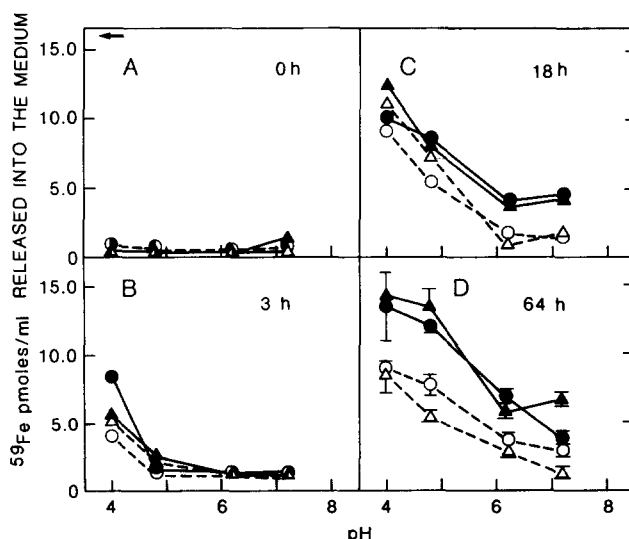 59Fe pmoles/ml RELEASED INTO THE MEDIUM
15.0
10.0
5.0
0
A
0 h
C
18 h
15.0
10.0
5.0
0
B
3 h
D
64 h
4
6
8
4
6
8
pH